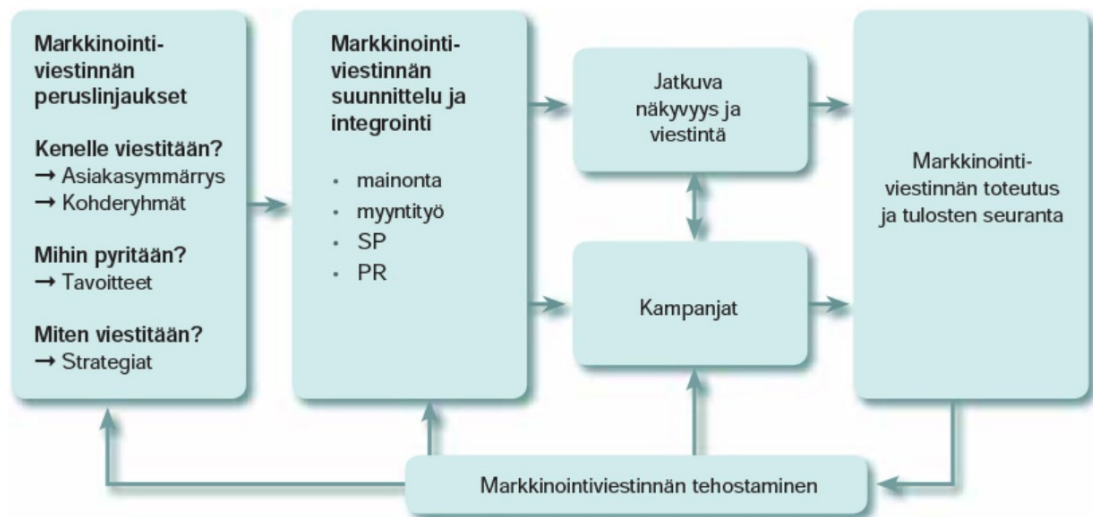 Markkinointi-
viestinnän
peruslinjaukset
Kenelle viestitään?
→ Asiakasymmärrys
→ Kohderyhmät
Mihin pyritään?
→ Tavoitteet
Miten viestitään?
→ Strategiat
Markkinointi-
viestinnän
suunnittelu ja
integrointi
• mainonta
• myyntityö
• SP
• PR
Jatkuva
näkyvyys ja
viestintä
Kampanjat
Markkinointi-
viestinnän toteutus
ja tulosten seuranta
Markkinointiviestinnän tehostaminen